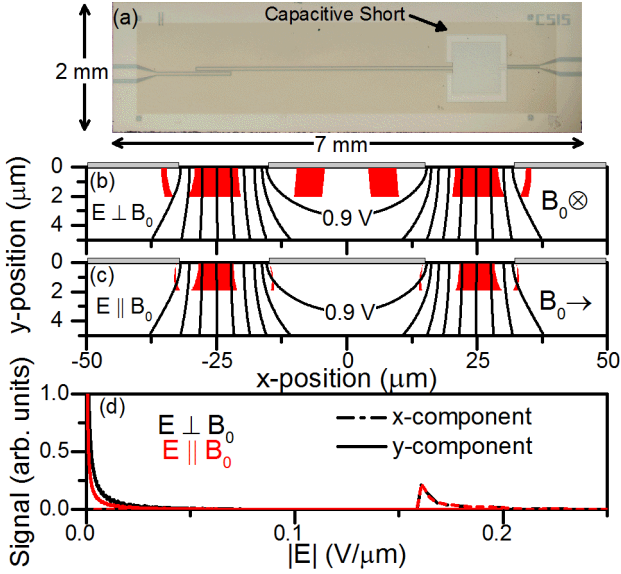 (a)
Capacitive Short
CS15
2 mm
7 mm
y-position (μm)
0
2
4
(b)
E ⊥ B₀
0.9 V
B₀⊗
0
2
4
(c)
E ∥ B₀
0.9 V
B₀→
-50 -25 0 25 50
x-position (μm)
Signal (arb. units)
1.0
0.5
0.0
(d)
E ⊥ B₀
E ∥ B₀
x-component
y-component
0.0 0.1 0.2
|E| (V/μm)